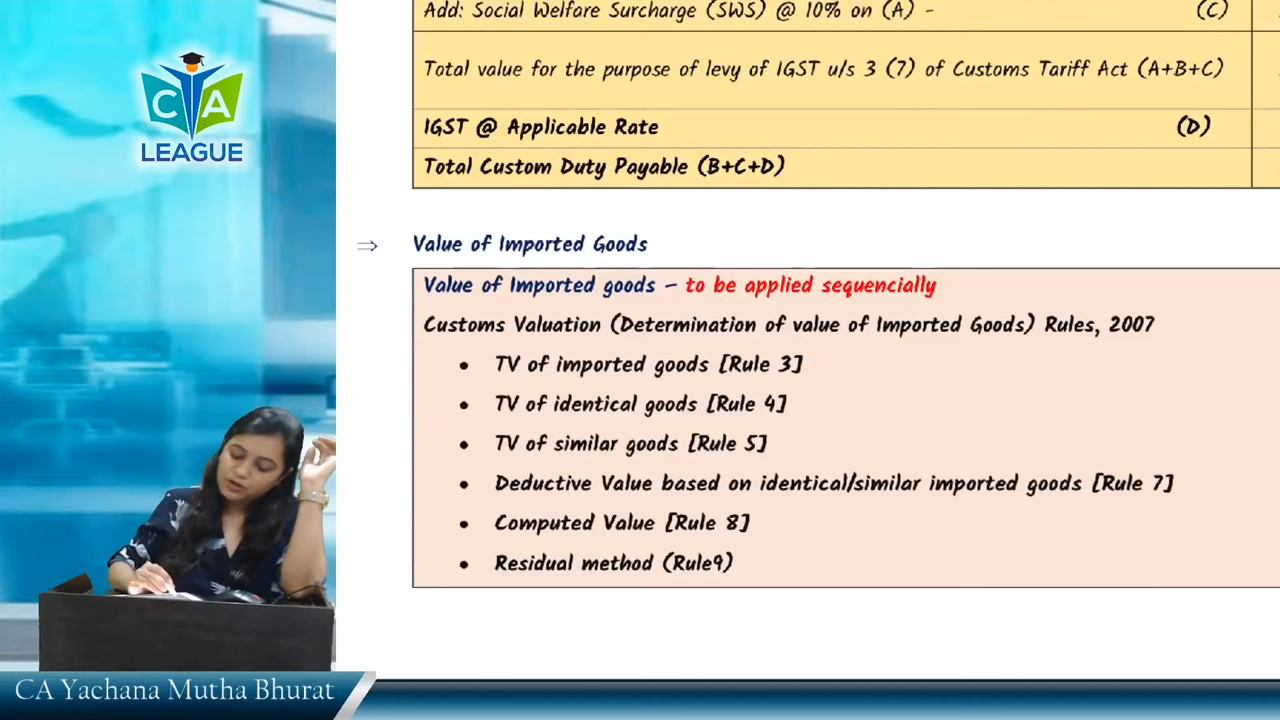 Add: Social Welfare Surcharge (SWS) @ 10% on (A) - (C)
Total value for the purpose of levy of IGST u/s 3 (7) of Customs Tariff Act (A+B+C)
IGST @ Applicable Rate (D)
Total Custom Duty Payable (B+C+D)
CA
LEAGUE
⇒ Value of Imported Goods
Value of Imported goods – to be applied sequencially
Customs Valuation (Determination of value of Imported Goods) Rules, 2007
• TV of imported goods [Rule 3]
• TV of identical goods [Rule 4]
• TV of similar goods [Rule 5]
• Deductive Value based on identical/similar imported goods [Rule 7]
• Computed Value [Rule 8]
• Residual method (Rule9)
CA Yachana Mutha Bhurat